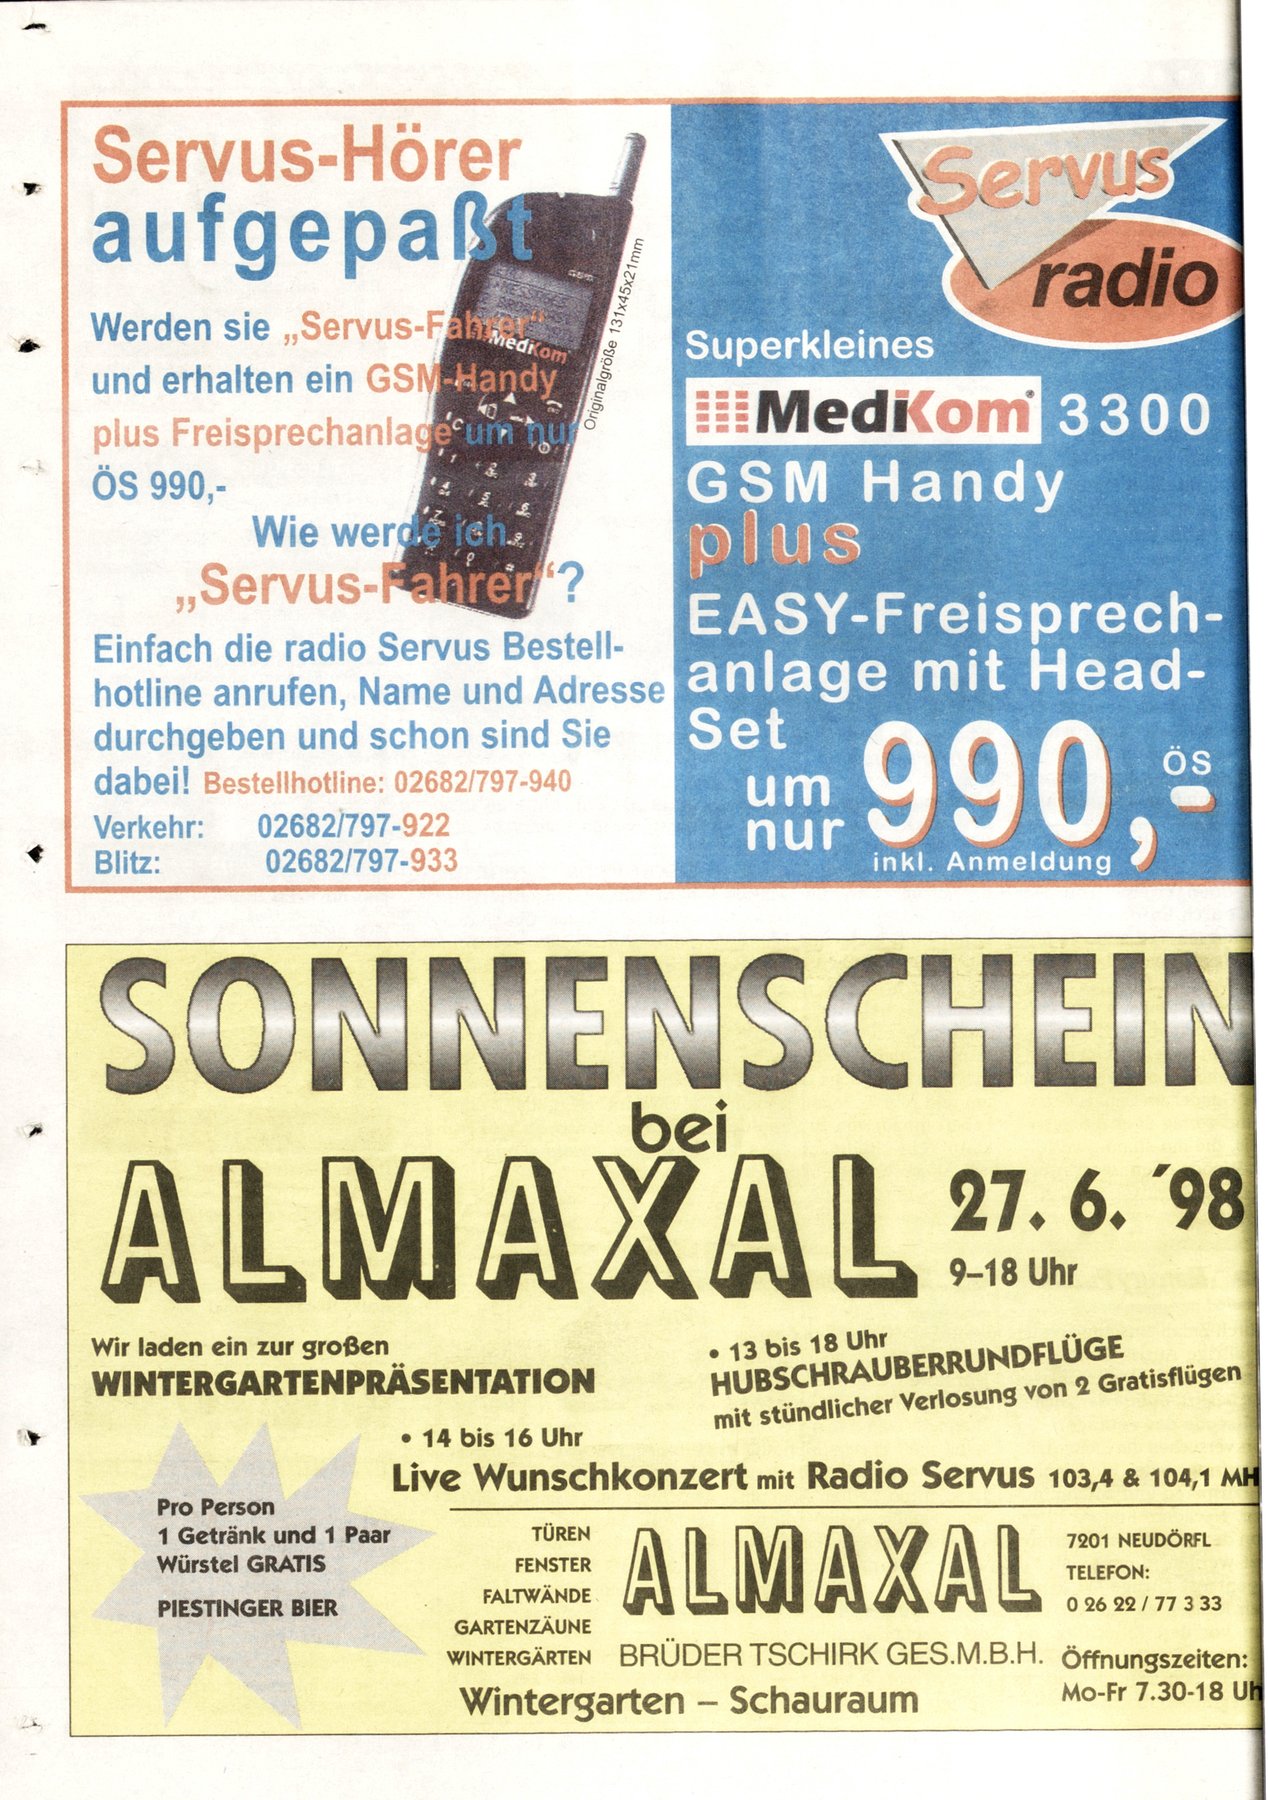 Servus-Hörer
aufgepaßt
Werden sie „Servus-Fahrer“
und erhalten ein GSM-Handy
plus Freisprechanlage um nur
ÖS 990,-
Wie werde ich
„Servus-Fahrer“?
Einfach die radio Servus Bestell-
hotline anrufen, Name und Adresse
durchgeben und schon sind Sie
dabei! Bestellhotline: 02682/797-940
Verkehr: 02682/797-922
Blitz: 02682/797-933
GSM
MediKom
Originalgröße 131x45x21mm
Servus
radio
Superkleines
MediKom® 3300
GSM Handy
plus
EASY-Freisprech-
anlage mit Head-
Set
um
nur
990,-
ÖS
inkl. Anmeldung
SONNENSCHEIN
bei
ALMAXAL
27. 6. ´98
9–18 Uhr
Wir laden ein zur großen
WINTERGARTENPRÄSENTATION
• 13 bis 18 Uhr
HUBSCHRAUBERRUNDFLÜGE
mit stündlicher Verlosung von 2 Gratisflügen
• 14 bis 16 Uhr
Live Wunschkonzert mit Radio Servus 103,4 & 104,1 MH
Pro Person
1 Getränk und 1 Paar
Würstel GRATIS
PIESTINGER BIER
TÜREN
FENSTER
FALTWÄNDE
GARTENZÄUNE
WINTERGÄRTEN
ALMAXAL
BRÜDER TSCHIRK GES.M.B.H.
Wintergarten – Schauraum
7201 NEUDÖRFL
TELEFON:
0 26 22 / 77 3 33
Öffnungszeiten:
Mo-Fr 7.30-18 Uh